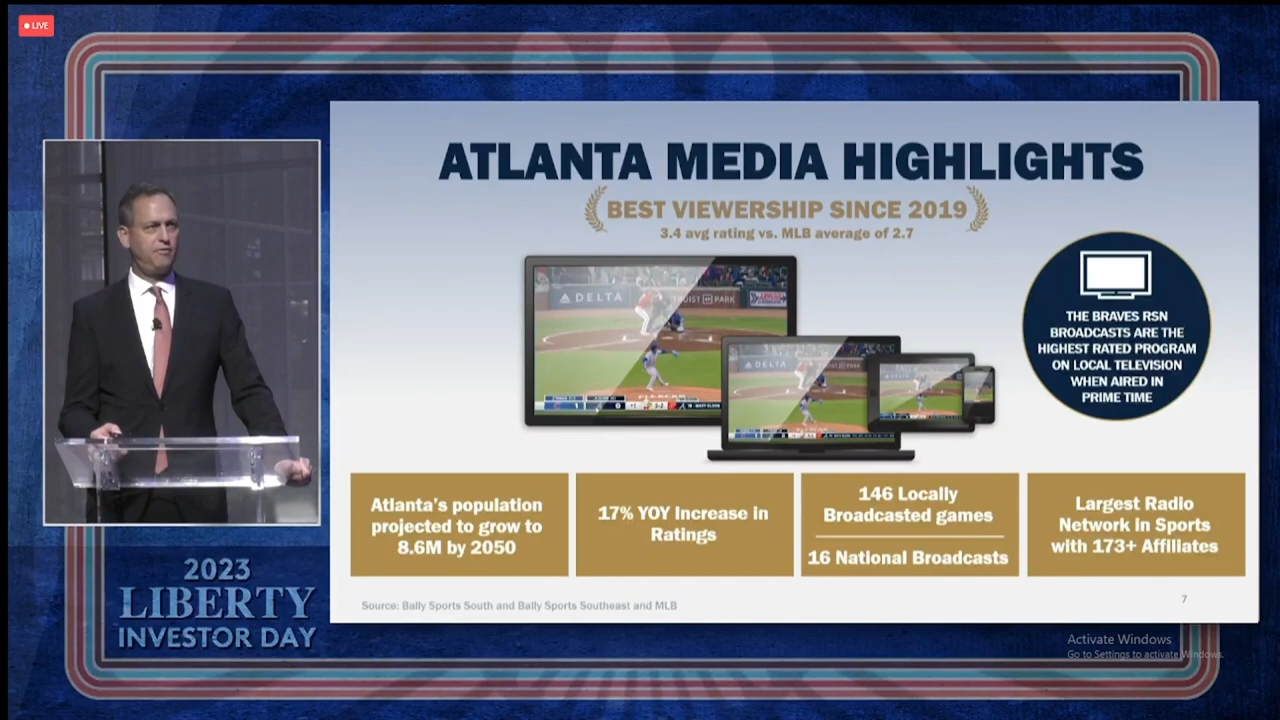 LIVE
ATLANTA MEDIA HIGHLIGHTS
BEST VIEWERSHIP SINCE 2019
3.4 avg rating vs. MLB average of 2.7
DELTA
TRUIST PARK
DELTA
THE BRAVES RSN
BROADCASTS ARE THE
HIGHEST RATED PROGRAM
ON LOCAL TELEVISION
WHEN AIRED IN
PRIME TIME
Atlanta's population
projected to grow to
8.6M by 2050
17% YOY Increase in
Ratings
146 Locally
Broadcasted games
16 National Broadcasts
Largest Radio
Network in Sports
with 173+ Affiliates
Source: Bally Sports South and Bally Sports Southeast and MLB
7
2023
LIBERTY
INVESTOR DAY
Activate Windows
Go to Settings to activate Windows.